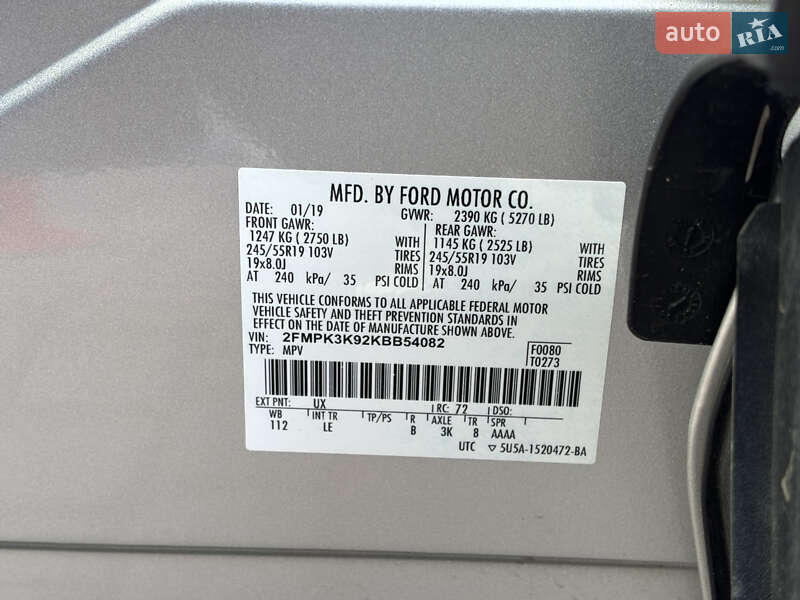 auto RIA .com
MFD. BY FORD MOTOR CO.
DATE: 01/19 GVWR: 2390 KG ( 5270 LB)
FRONT GAWR: REAR GAWR:
1247 KG ( 2750 LB) WITH 1145 KG ( 2525 LB) WITH
245/55R19 103V TIRES 245/55R19 103V TIRES
19x8.0J RIMS 19x8.0J RIMS
AT 240 kPa/ 35 PSI COLD AT 240 kPa/ 35 PSI COLD
THIS VEHICLE CONFORMS TO ALL APPLICABLE FEDERAL MOTOR
VEHICLE SAFETY AND THEFT PREVENTION STANDARDS IN
EFFECT ON THE DATE OF MANUFACTURE SHOWN ABOVE.
VIN: 2FMPK3K92KBB54082 F0080
TYPE: MPV T0273
EXT PNT: UX RC: 72 DSO:
WB INT TR TP/PS R AXLE TR SPR
112 LE B 3K 8 AAAA
UTC ▽ 5U5A-1520472-BA